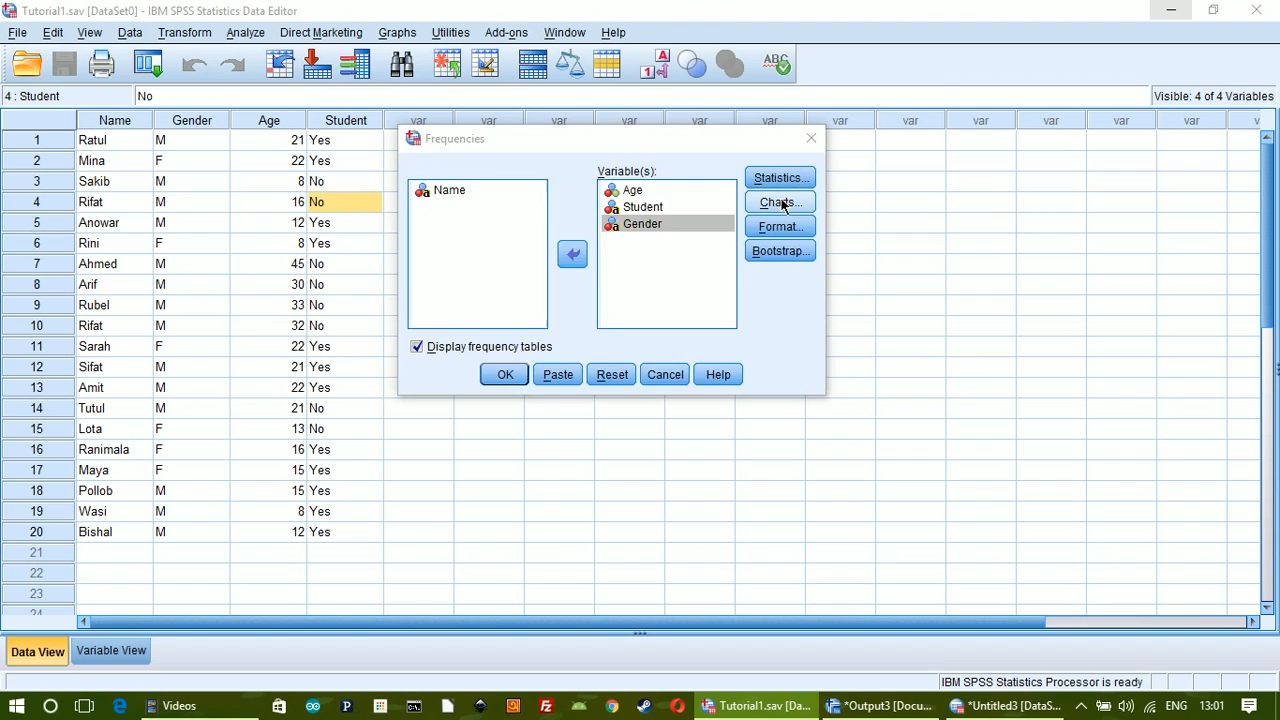 Tutorial1.sav [DataSet0] - IBM SPSS Statistics Data Editor
File Edit View Data Transform Analyze Direct Marketing Graphs Utilities Add-ons Window Help
4 : Student No Visible: 4 of 4 Variables
Name Gender Age Student var var var var var var var var var var var var v
1 Ratul M 21 Yes
2 Mina F 22 Yes
3 Sakib M 8 No
4 Rifat M 16 No
5 Anowar M 12 Yes
6 Rini F 8 Yes
7 Ahmed M 45 No
8 Arif M 30 No
9 Rubel M 33 No
10 Rifat M 32 No
11 Sarah F 22 Yes
12 Sifat M 21 Yes
13 Amit M 22 Yes
14 Tutul M 21 No
15 Lota F 13 No
16 Ranimala F 16 Yes
17 Maya F 15 Yes
18 Pollob M 15 Yes
19 Wasi M 8 Yes
20 Bishal M 12 Yes
21
22
23
24
Frequencies
Variable(s):
Name
Age
Student
Gender
Statistics...
Charts...
Format...
Bootstrap...
Display frequency tables
OK Paste Reset Cancel Help
Data View Variable View
IBM SPSS Statistics Processor is ready
Videos Tutorial1.sav [Da... *Output3 [Docu... *Untitled3 [DataS... ENG 13:01